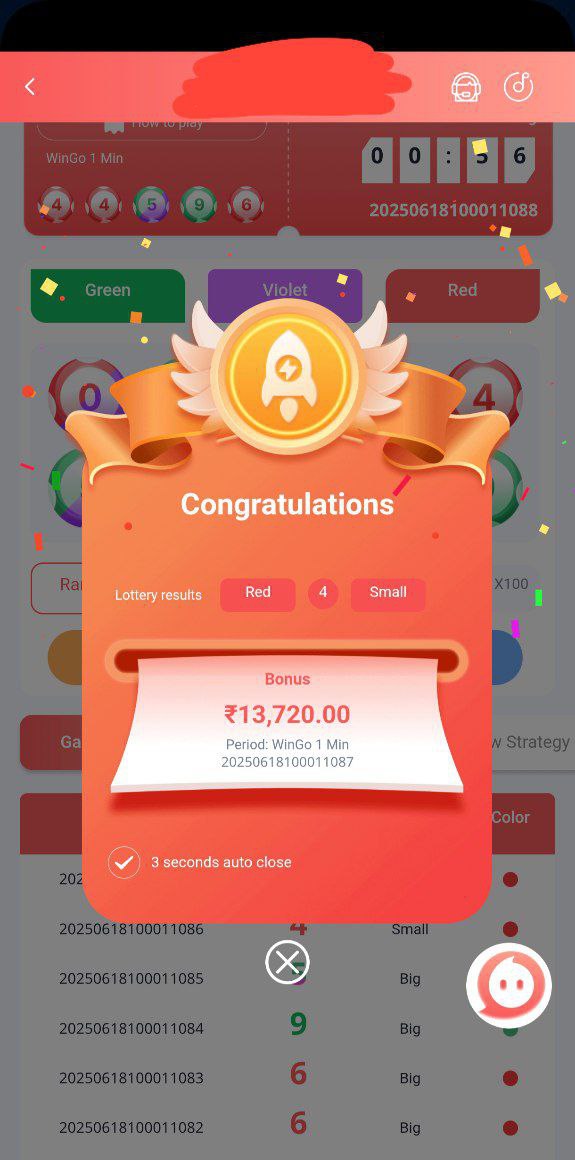 How to play
WinGo 1 Min
0 0 : 5 6
4 4 5 9 6
20250618100011088
Green Violet Red
0 4
Congratulations
Lottery results Red 4 Small
X100
Bonus
₹13,720.00
Period: WinGo 1 Min
20250618100011087
Ga
w Strategy
Color
3 seconds auto close
202
20250618100011086 4 Small
20250618100011085 5 Big
20250618100011084 9 Big
20250618100011083 6 Big
20250618100011082 6 Big